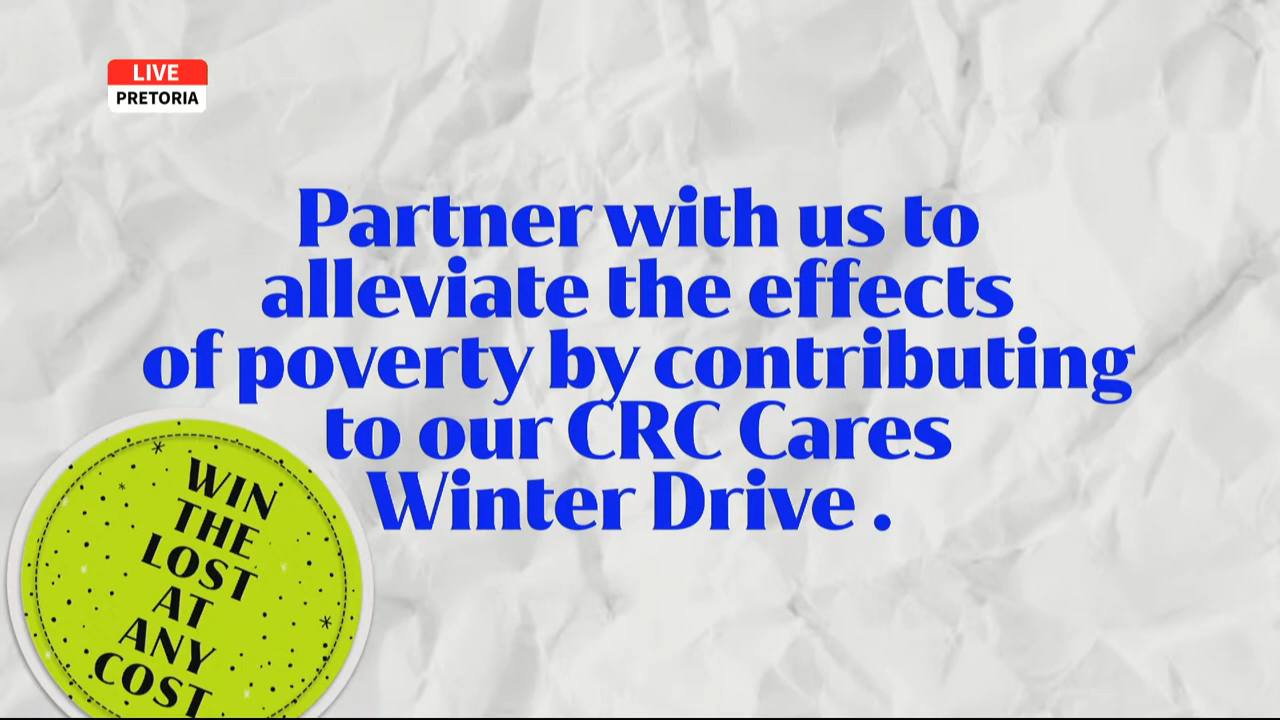 LIVE
PRETORIA
Partner with us to
alleviate the effects
of poverty by contributing
to our CRC Cares
Winter Drive .
WIN
THE
LOST
AT
ANY
COST